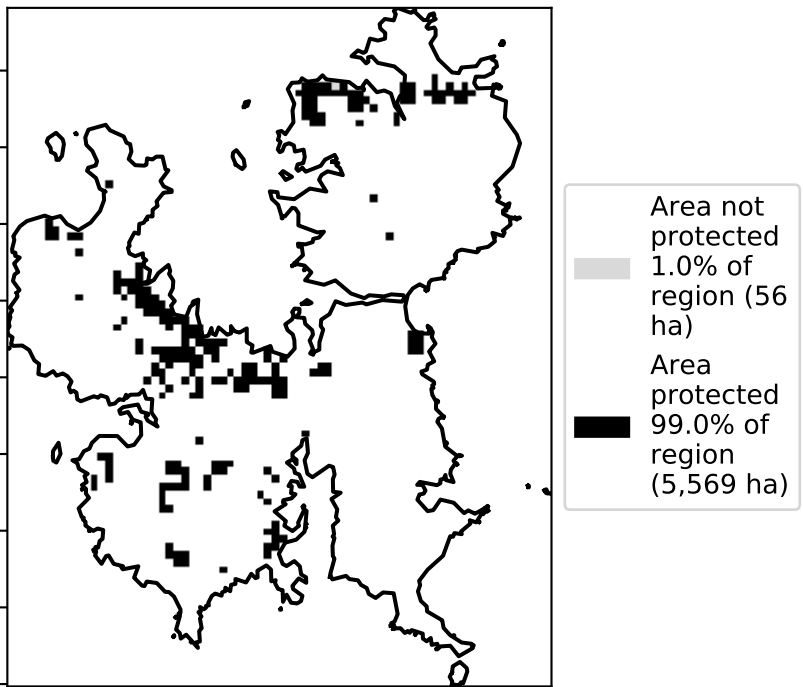 Area not
protected
1.0% of
region (56
ha)
Area
protected
99.0% of
region
(5,569 ha)